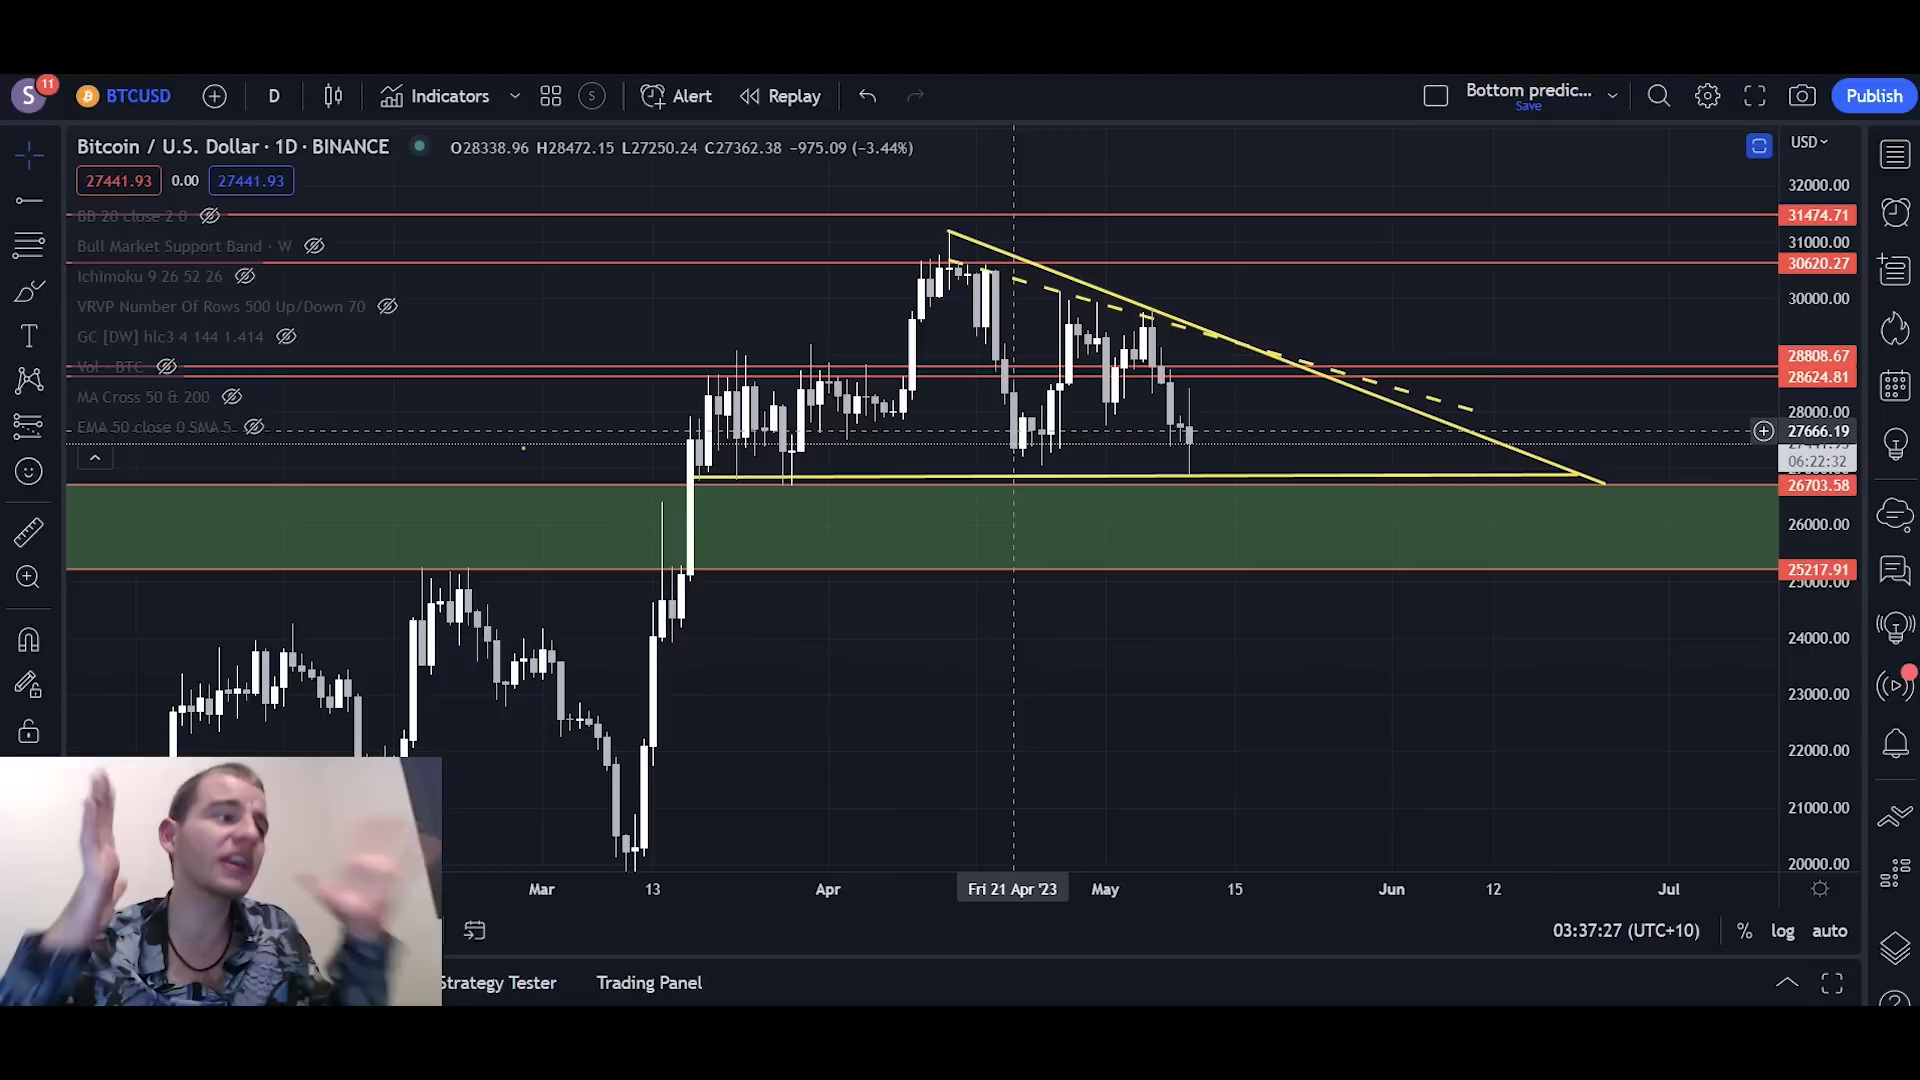 S 11 BTCUSD D Indicators S Alert Replay Bottom predic... Publish
Save
Bitcoin / U.S. Dollar · 1D · BINANCE O28338.96 H28472.15 L27250.24 C27362.38 −975.09 (−3.44%) USD
27441.93 0.00 27441.93
BB 20 close 2 0
Bull Market Support Band · W
Ichimoku 9 26 52 26
VRVP Number Of Rows 500 Up/Down 70
GC [DW] hlc3 4 144 1.414
Vol · BTC
MA Cross 50 & 200
EMA 50 close 0 SMA 5
32000.00
31474.71
31000.00
30620.27
30000.00
28808.67
28624.81
28000.00
27666.19
06:22:32
26703.58
26000.00
25217.91
25000.00
24000.00
23000.00
22000.00
21000.00
20000.00
Mar 13 Apr Fri 21 Apr '23 May 15 Jun 12 Jul
03:37:27 (UTC+10) % log auto
Strategy Tester Trading Panel